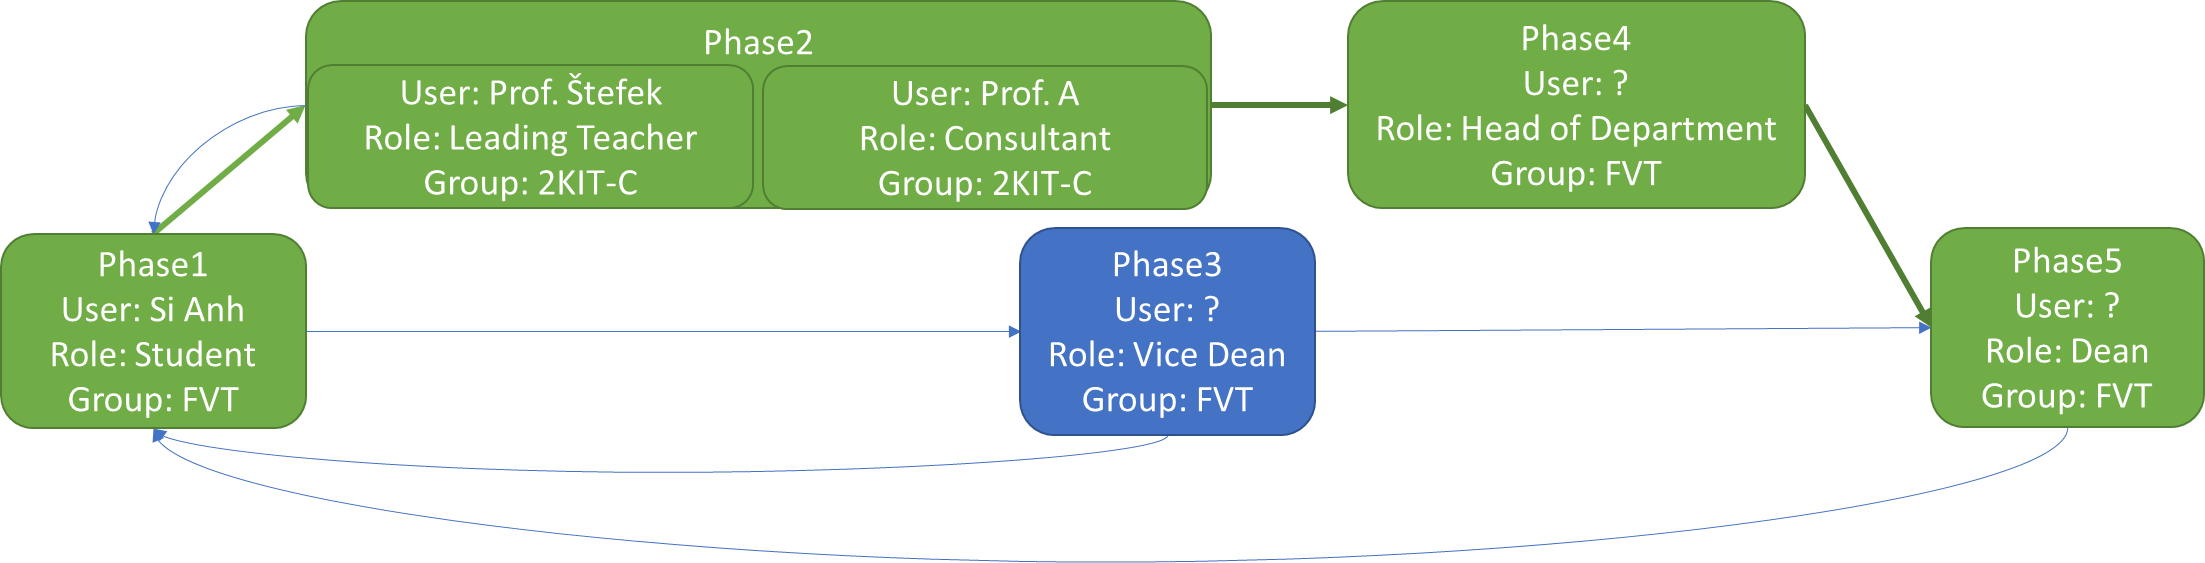 Phase2
User: Prof. Štefek
Role: Leading Teacher
Group: 2KIT-C
User: Prof. A
Role: Consultant
Group: 2KIT-C
Phase4
User: ?
Role: Head of Department
Group: FVT
Phase1
User: Si Anh
Role: Student
Group: FVT
Phase3
User: ?
Role: Vice Dean
Group: FVT
Phase5
User: ?
Role: Dean
Group: FVT